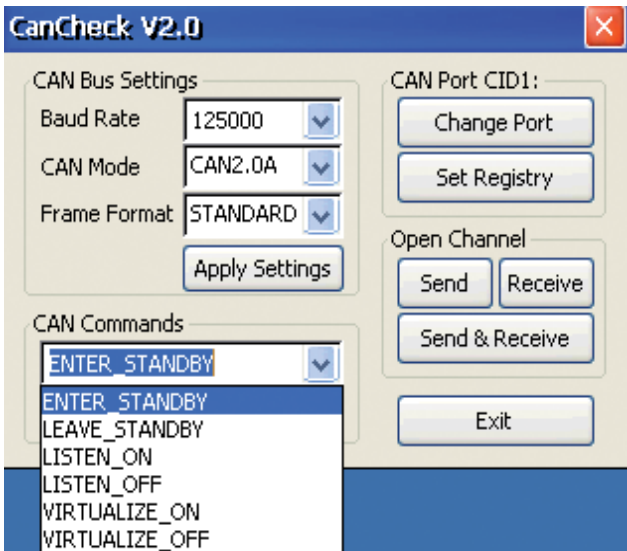 CanCheck V2.0
CAN Bus Settings
Baud Rate 125000
CAN Mode CAN2.0A
Frame Format STANDARD
Apply Settings
CAN Commands
ENTER_STANDBY
ENTER_STANDBY
LEAVE_STANDBY
LISTEN_ON
LISTEN_OFF
VIRTUALIZE_ON
VIRTUALIZE_OFF
CAN Port CID1:
Change Port
Set Registry
Open Channel
Send Receive
Send & Receive
Exit